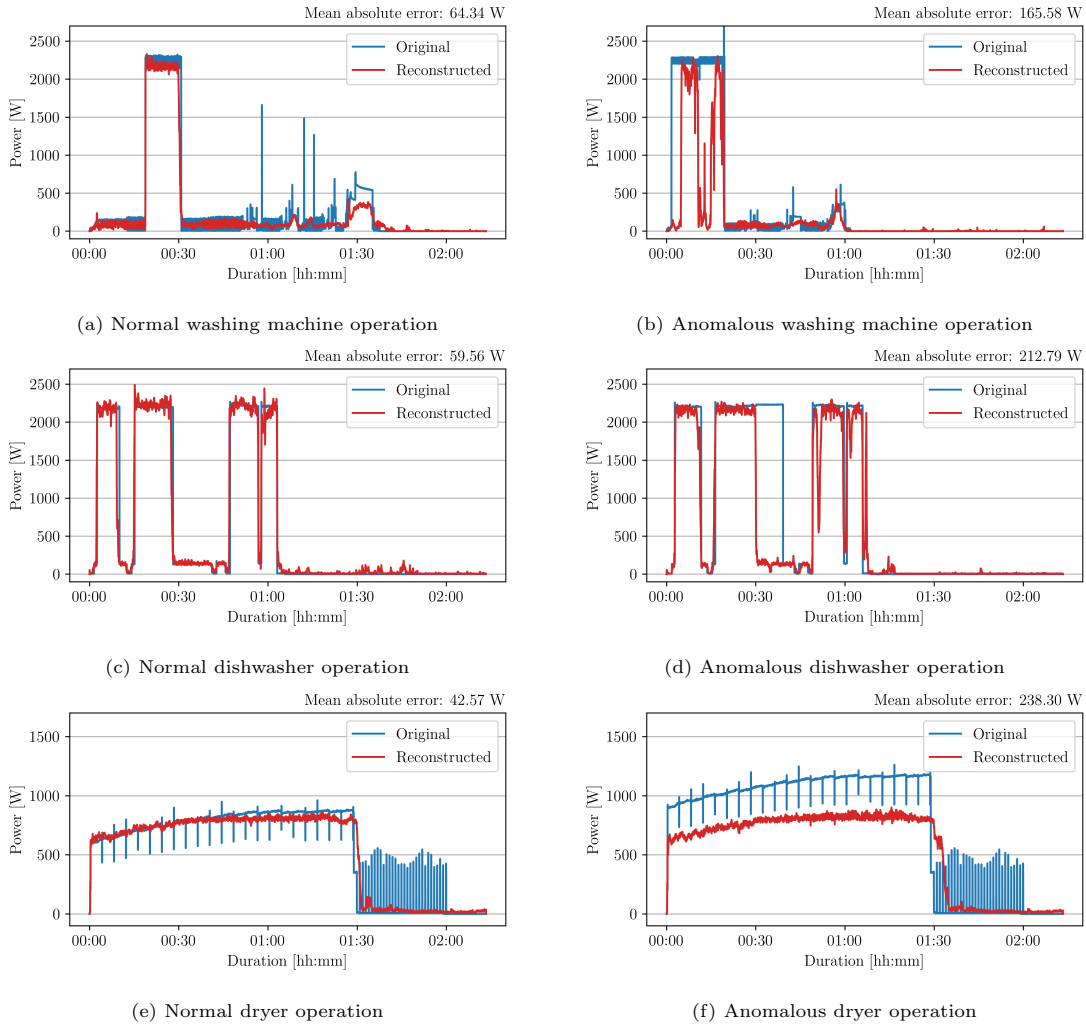 Mean absolute error: 64.34 W
2500
2000
1500
1000
500
0
Power [W]
Original
Reconstructed
00:00
00:30
01:00
01:30
02:00
Duration [hh:mm]
(a) Normal washing machine operation
Mean absolute error: 165.58 W
2500
2000
1500
1000
500
0
Power [W]
Original
Reconstructed
00:00
00:30
01:00
01:30
02:00
Duration [hh:mm]
(b) Anomalous washing machine operation
Mean absolute error: 59.56 W
2500
2000
1500
1000
500
0
Power [W]
Original
Reconstructed
00:00
00:30
01:00
01:30
02:00
Duration [hh:mm]
(c) Normal dishwasher operation
Mean absolute error: 212.79 W
2500
2000
1500
1000
500
0
Power [W]
Original
Reconstructed
00:00
00:30
01:00
01:30
02:00
Duration [hh:mm]
(d) Anomalous dishwasher operation
Mean absolute error: 42.57 W
1500
1000
500
0
Power [W]
Original
Reconstructed
00:00
00:30
01:00
01:30
02:00
Duration [hh:mm]
(e) Normal dryer operation
Mean absolute error: 238.30 W
1500
1000
500
0
Power [W]
Original
Reconstructed
00:00
00:30
01:00
01:30
02:00
Duration [hh:mm]
(f) Anomalous dryer operation